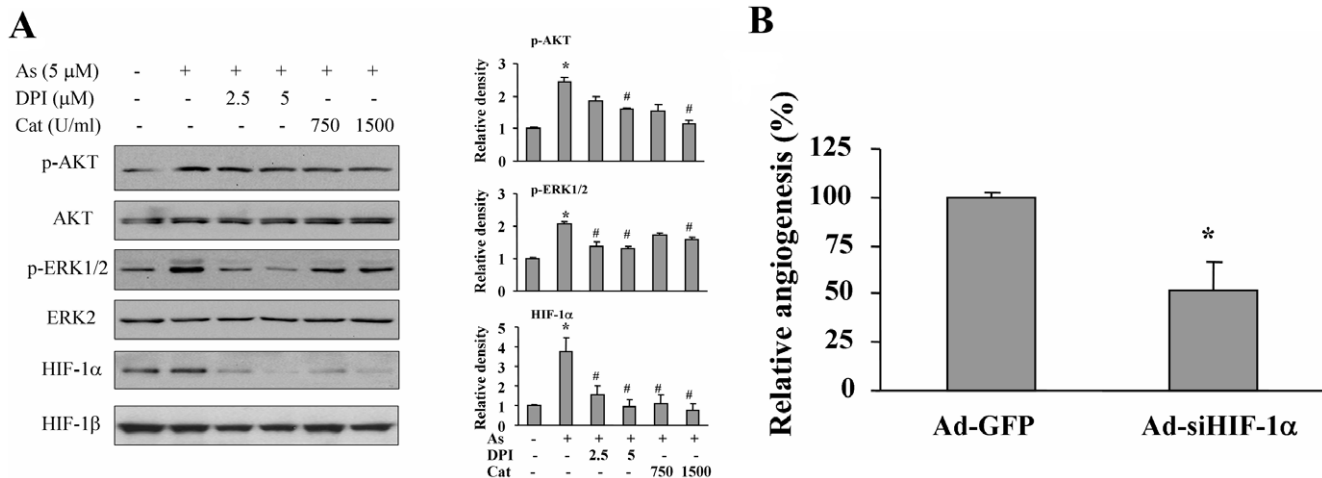 A
As (5 μM) - + + + + +
DPI (μM) - - 2.5 5 - -
Cat (U/ml) - - - - 750 1500
p-AKT
AKT
p-ERK1/2
ERK2
HIF-1α
HIF-1β
p-AKT
Relative density
3
2
1
0
*
#
#
p-ERK1/2
Relative density
3
2
1
0
*
#
#
#
HIF-1α
Relative density
5
4
3
2
1
0
*
#
#
#
#
As - + + + + +
DPI - - 2.5 5 - -
Cat - - - - 750 1500
B
Relative angiogenesis (%)
125
100
75
50
25
0
*
Ad-GFP
Ad-siHIF-1α